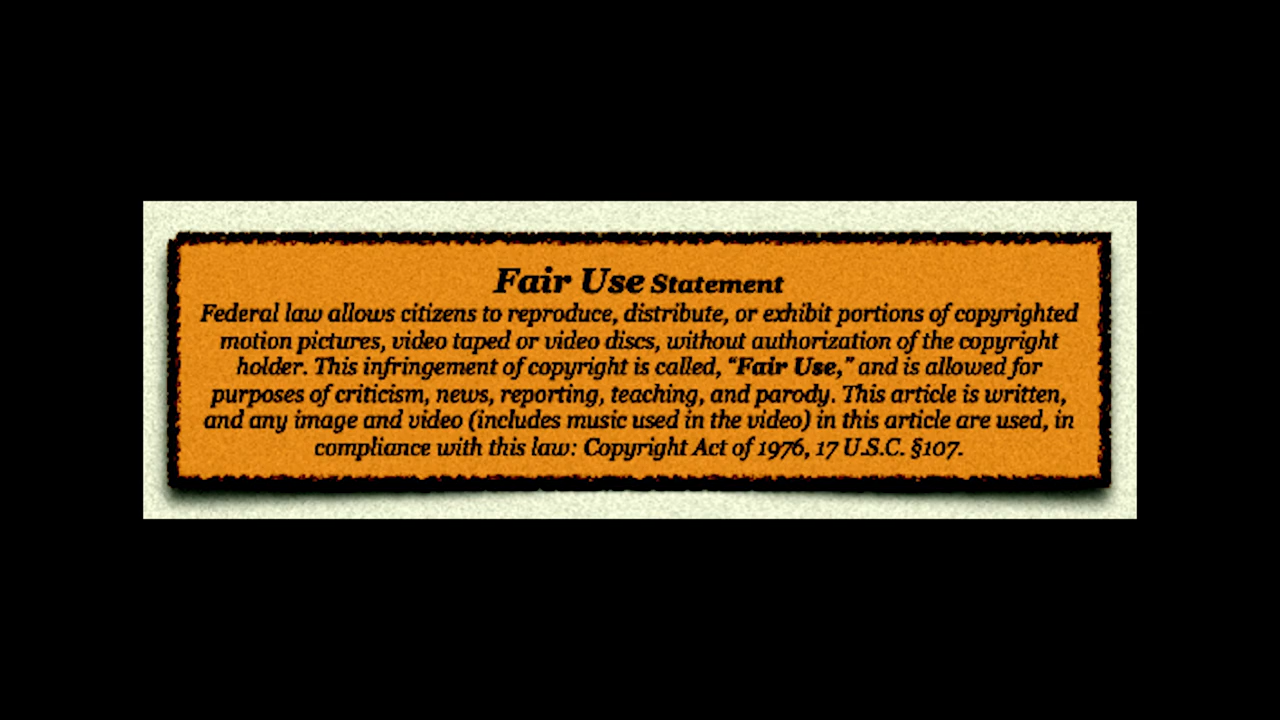 Fair Use Statement
Federal law allows citizens to reproduce, distribute, or exhibit portions of copyrighted
motion pictures, video taped or video discs, without authorization of the copyright
holder. This infringement of copyright is called, “Fair Use,” and is allowed for
purposes of criticism, news, reporting, teaching, and parody. This article is written,
and any image and video (includes music used in the video) in this article are used, in
compliance with this law: Copyright Act of 1976, 17 U.S.C. §107.